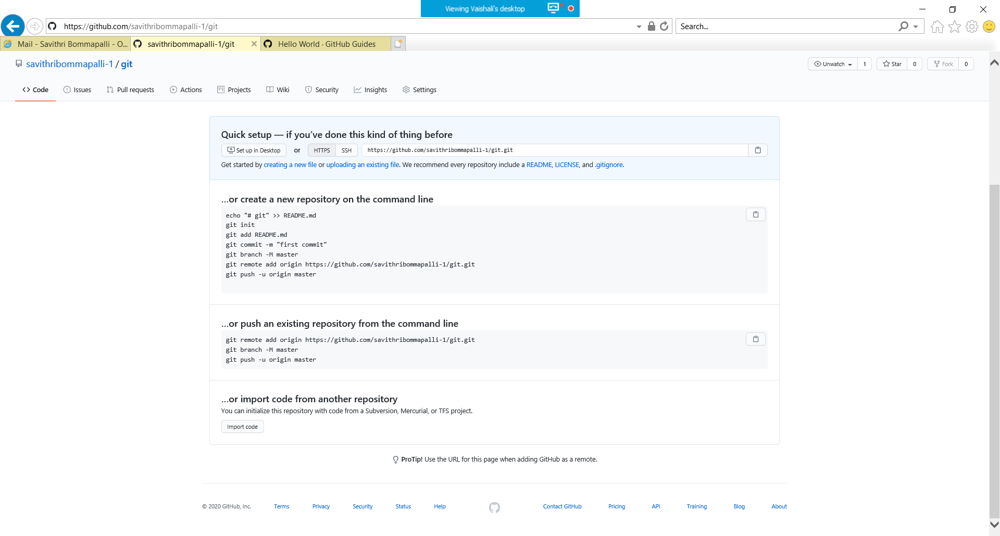 Viewing Vaishali's desktop
https://github.com/savithribommapalli-1/git
Search...
Mail - Savithri Bommapalli - O...
savithribommapalli-1/git
Hello World · GitHub Guides
savithribommapalli-1 / git
Unwatch 1
Star 0
Fork 0
Code Issues Pull requests Actions Projects Wiki Security Insights Settings
Quick setup — if you’ve done this kind of thing before
Set up in Desktop or HTTPS SSH https://github.com/savithribommapalli-1/git.git
Get started by creating a new file or uploading an existing file. We recommend every repository include a README, LICENSE, and .gitignore.
…or create a new repository on the command line
echo "# git" >> README.md
git init
git add README.md
git commit -m "first commit"
git branch -M master
git remote add origin https://github.com/savithribommapalli-1/git.git
git push -u origin master
…or push an existing repository from the command line
git remote add origin https://github.com/savithribommapalli-1/git.git
git branch -M master
git push -u origin master
…or import code from another repository
You can initialize this repository with code from a Subversion, Mercurial, or TFS project.
Import code
ProTip! Use the URL for this page when adding GitHub as a remote.
© 2020 GitHub, Inc. Terms Privacy Security Status Help Contact GitHub Pricing API Training Blog About